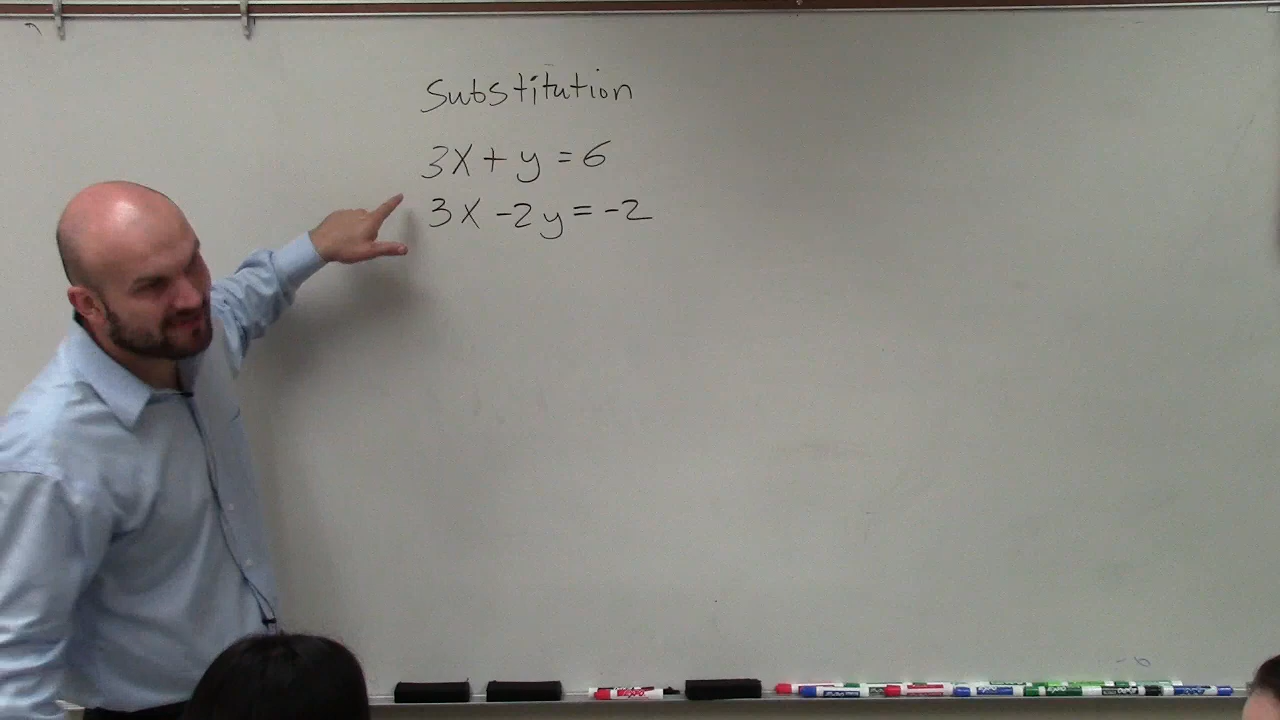 Substitution
3x + y = 6
3x - 2y = -2